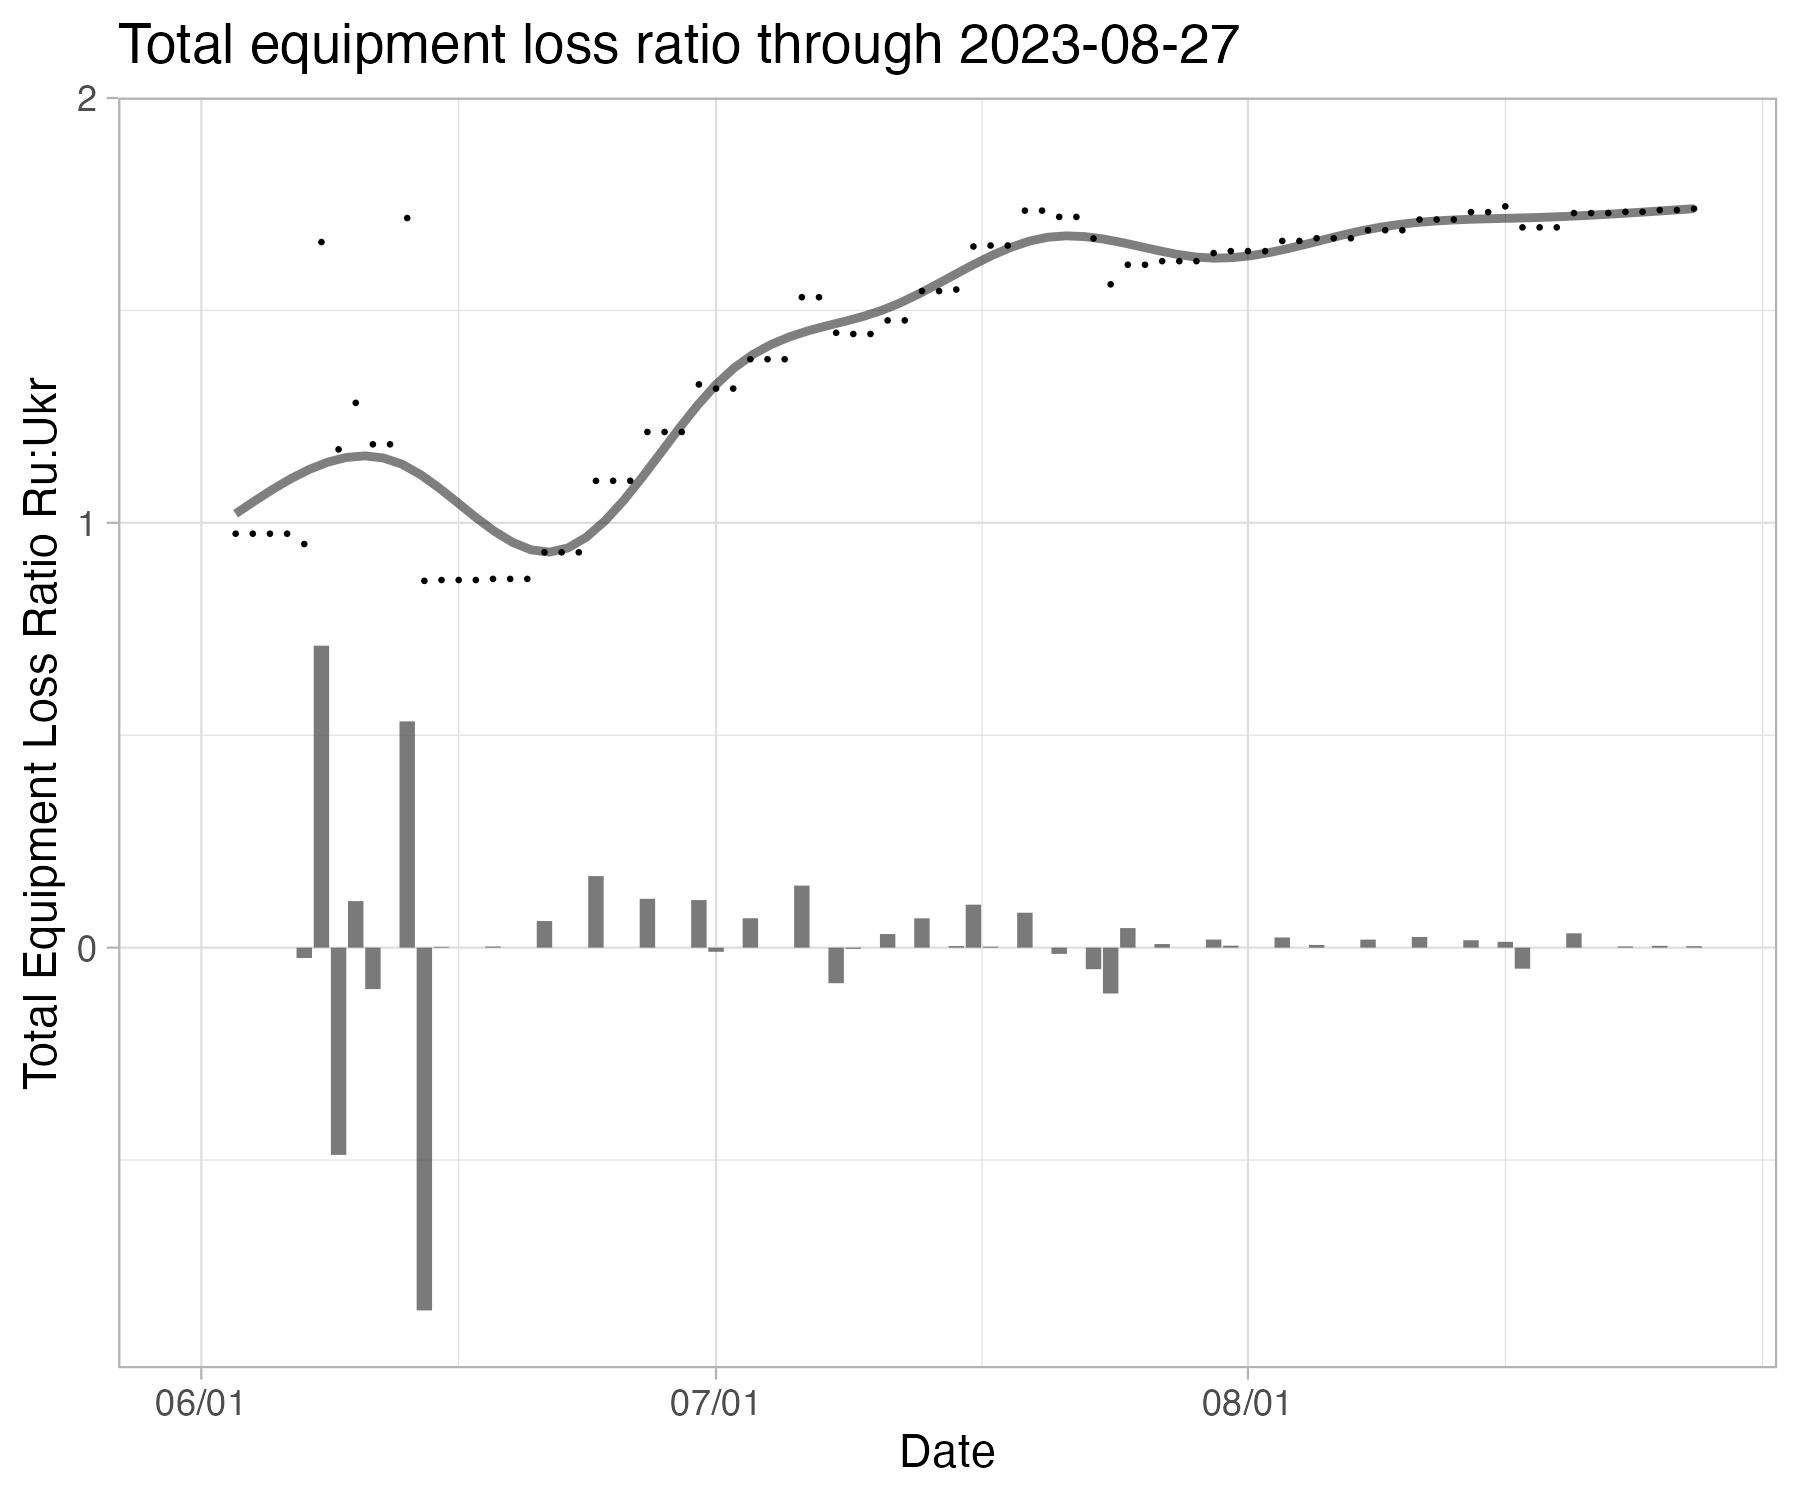 Total equipment loss ratio through 2023-08-27
Total Equipment Loss Ratio Ru:Ukr
2
1
0
06/01
07/01
08/01
Date